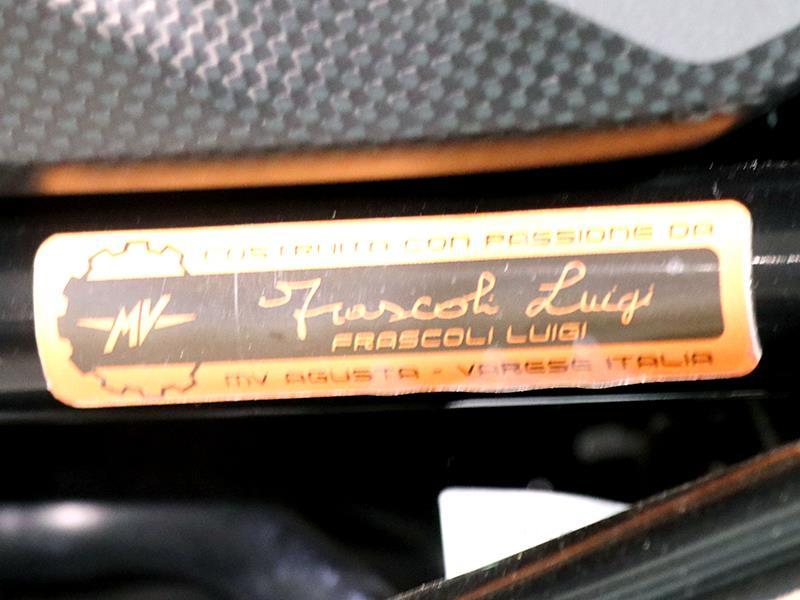 COSTRUITA CON PASSIONE DA
MV
Frascoli Luigi
FRASCOLI LUIGI
MV AGUSTA - VARESE ITALIA